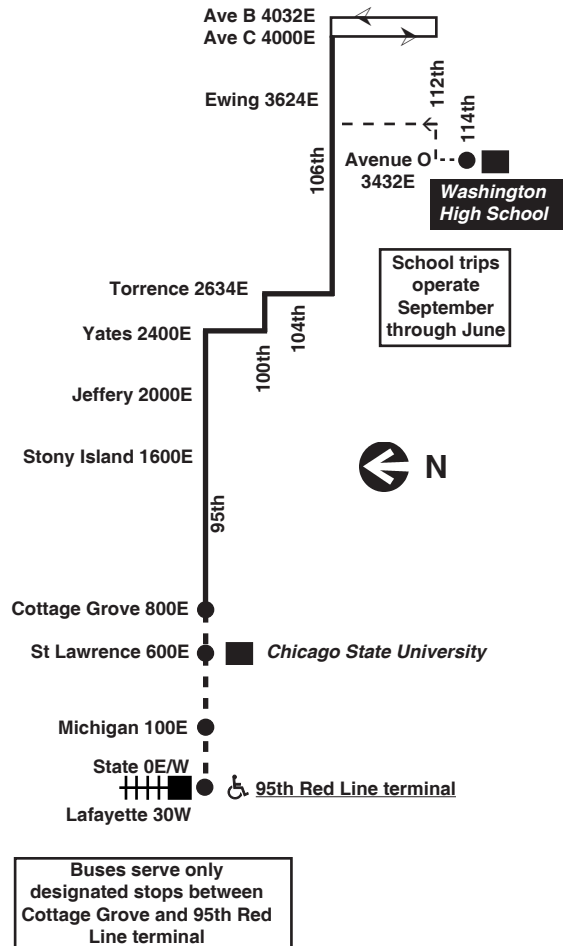 Ave B 4032E
Ave C 4000E
Ewing 3624E
112th
114th
106th
Avenue O
3432E
Washington
High School
School trips
operate
September
through June
Torrence 2634E
Yates 2400E
100th
104th
Jeffery 2000E
Stony Island 1600E
N
95th
Cottage Grove 800E
St Lawrence 600E
Chicago State University
Michigan 100E
State 0E/W
95th Red Line terminal
Lafayette 30W
Buses serve only
designated stops between
Cottage Grove and 95th Red
Line terminal